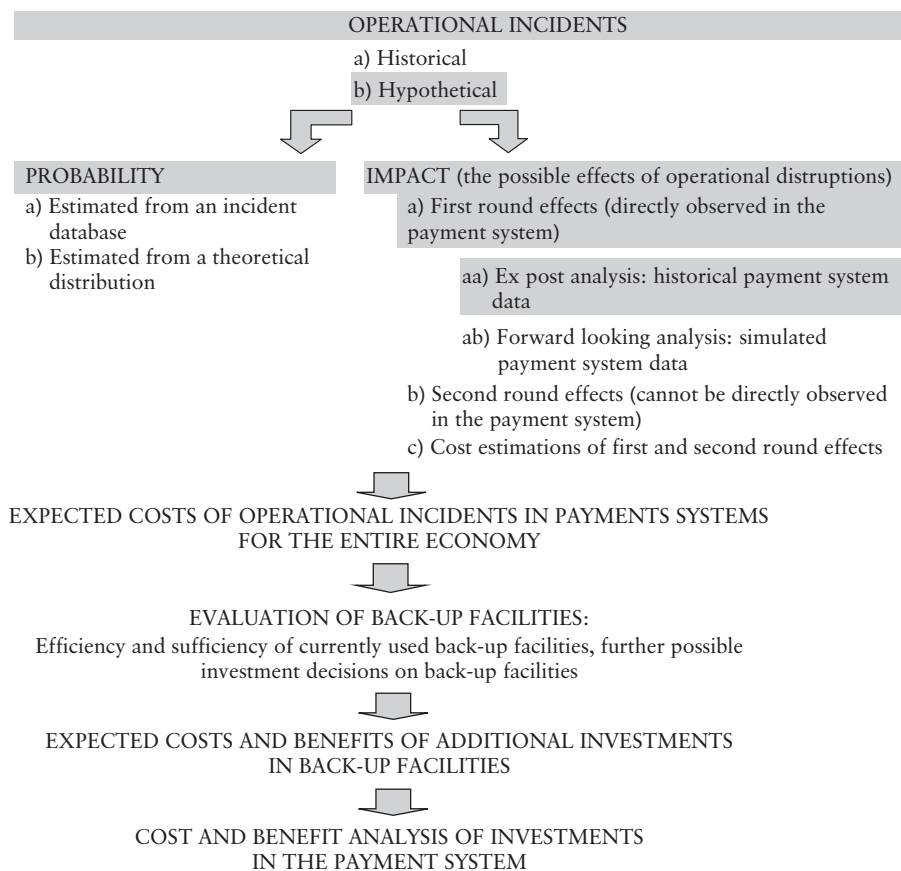 OPERATIONAL INCIDENTS
a) Historical
b) Hypothetical
PROBABILITY
a) Estimated from an incident
database
b) Estimated from a theoretical
distribution
IMPACT (the possible effects of operational distruptions)
a) First round effects (directly observed in the
payment system)
aa) Ex post analysis: historical payment system
data
ab) Forward looking analysis: simulated
payment system data
b) Second round effects (cannot be directly observed
in the payment system)
c) Cost estimations of first and second round effects
EXPECTED COSTS OF OPERATIONAL INCIDENTS IN PAYMENTS SYSTEMS
FOR THE ENTIRE ECONOMY
EVALUATION OF BACK-UP FACILITIES:
Efficiency and sufficiency of currently used back-up facilities, further possible
investment decisions on back-up facilities
EXPECTED COSTS AND BENEFITS OF ADDITIONAL INVESTMENTS
IN BACK-UP FACILITIES
COST AND BENEFIT ANALYSIS OF INVESTMENTS
IN THE PAYMENT SYSTEM